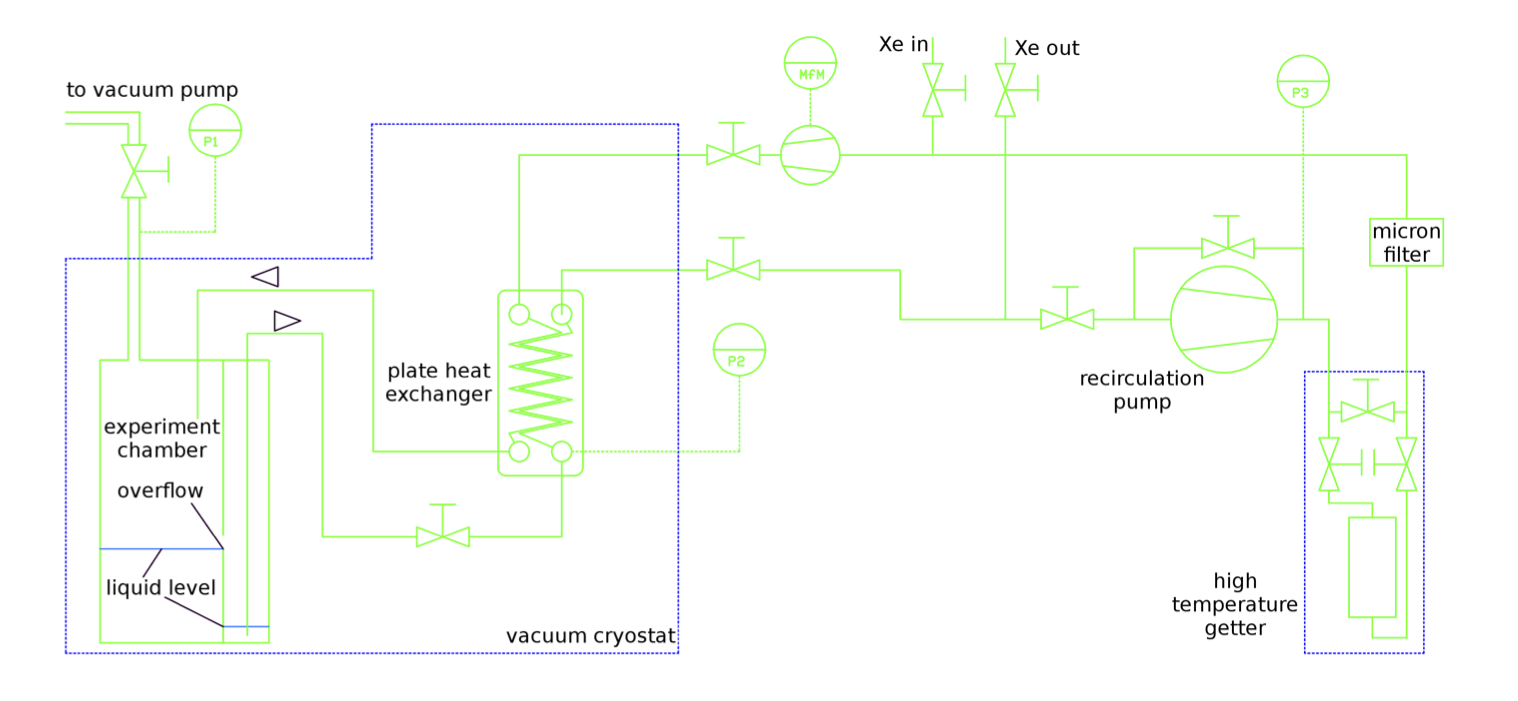 Xe in
Xe out
MfM
to vacuum pump
P1
P3
micron
filter
P2
plate heat
exchanger
recirculation
pump
experiment
chamber
overflow
liquid level
high
temperature
getter
vacuum cryostat